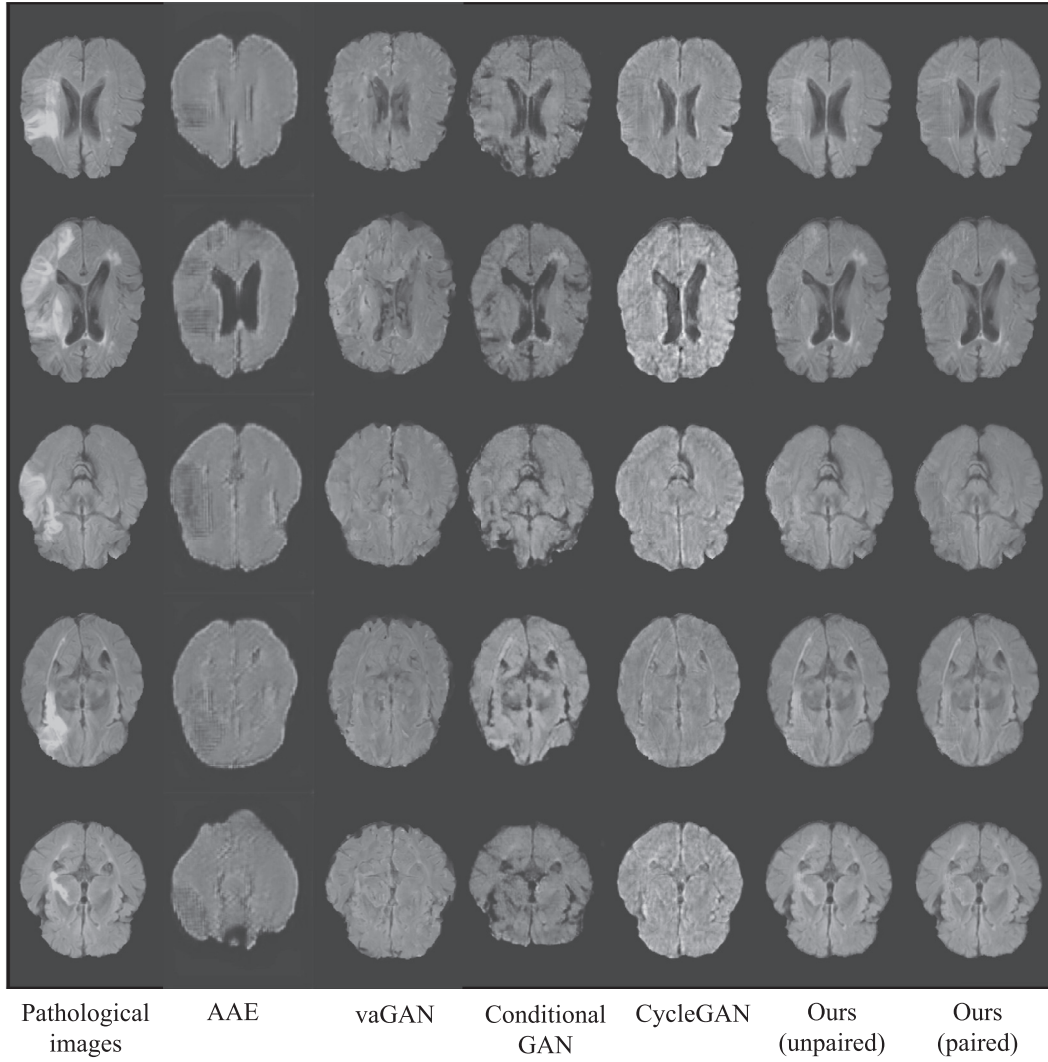 Pathological images
AAE
vaGAN
Conditional GAN
CycleGAN
Ours (unpaired)
Ours (paired)